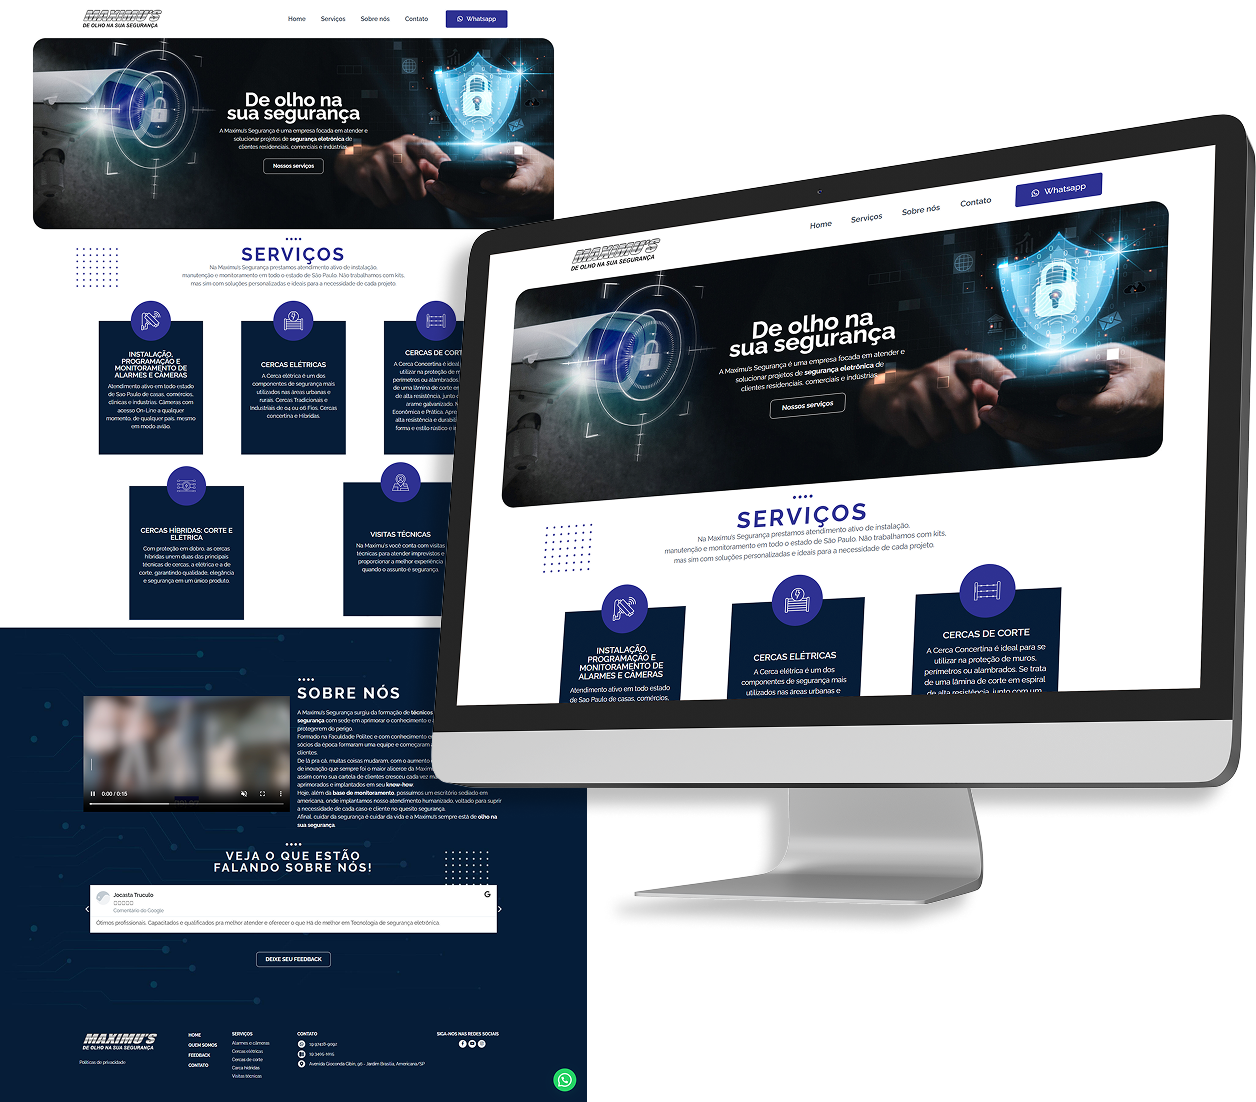 MAXIMU'S
DE OLHO NA SUA SEGURANÇA
Home Serviços Sobre nós Contato Whatsapp
De olho na
sua segurança
A Maximu's Segurança é uma empresa focada em atender e
solucionar projetos de segurança eletrônica de
clientes residenciais, comerciais e indústrias.
Nossos serviços
SERVIÇOS
Na Maximu's Segurança prestamos atendimento ativo de instalação,
manutenção e monitoramento em todo o estado de São Paulo. Não trabalhamos com kits,
mas sim com soluções personalizadas e ideais para a necessidade de cada projeto.
INSTALAÇÃO,
PROGRAMAÇÃO E
MONITORAMENTO DE
ALARMES E CÂMERAS
Atendimento ativo em todo estado
de São Paulo de casas, comércios,
clínicas e indústrias. Câmeras com
acesso On-Line a qualquer
momento, de qualquer país, mesmo
em modo avião.
CERCAS ELÉTRICAS
A Cerca elétrica é um dos
componentes de segurança mais
utilizados nas áreas urbanas e
rurais. Cercas Tradicionais e
Industriais de 04 ou 06 Fios. Cercas
concertina e Híbridas.
CERCAS DE CORT
A Cerca Concertina é ideal
utilizar na proteção de m
perímetros ou alambrados.
de uma lâmina de corte en
de alta resistência, junto c
arame galvanizado. M
Econômica e Prática. Apre
alta resistência e durabili
forma e estilo rústico e i
CERCAS HÍBRIDAS: CORTE E
ELÉTRICA
Com proteção em dobro, as cercas
híbridas unem duas das principais
técnicas de cercas, a elétrica e a de
corte, garantindo qualidade, elegância
e segurança em um único produto.
VISITAS TÉCNICAS
Na Maximu's você conta com visitas
técnicas para atender imprevistos e
proporcionar a melhor experiência
quando o assunto é segurança.
SOBRE NÓS
A Maximu's Segurança surgiu da formação de técnicos
segurança com sede em aprimorar o conhecimento e
protegerem do perigo.
Formado na Faculdade Politec e com conhecimento
sócios da época formaram uma equipe e começaram
clientes.
De lá pra cá, muitas coisas mudaram, com o aumento
de inovação que sempre foi o maior alicerce da Maxim
assim como sua cartela de clientes cresceu cada vez ma
aprimorados e implantados em seu know-how.
Hoje, além da base de monitoramento, possuímos um escritório sediado em
americana, onde implantamos nosso atendimento humanizado, voltado para suprir
a necessidade de cada caso e cliente no quesito segurança.
Afinal, cuidar da segurança é cuidar da vida e a Maximu's sempre está de olho na
sua segurança.
0:00 / 0:15
VEJA O QUE ESTÃO
FALANDO SOBRE NÓS!
Jocasta Truculo
G
Comentário do Google
Ótimos profissionais. Capacitados e qualificados pra melhor atender e oferecer o que Há de melhor em Tecnologia de segurança eletrônica.
DEIXE SEU FEEDBACK
MAXIMU'S
DE OLHO NA SUA SEGURANÇA
Políticas de privacidade
HOME
QUEM SOMOS
FEEDBACK
CONTATO
SERVIÇOS
Alarmes e câmeras
Cercas elétricas
Cercas de corte
Cerca híbridas
Visitas técnicas
CONTATO
19 97428-9097
19 3405-1115
Avenida Gioconda Cibin, 96 - Jardim Brasília, Americana/SP
SIGA-NOS NAS REDES SOCIAIS
MAXIMU'S
DE OLHO NA SUA SEGURANÇA
Home Serviços Sobre nós Contato Whatsapp
De olho na
sua segurança
A Maximu's Segurança é uma empresa focada em atender e
solucionar projetos de segurança eletrônica de
clientes residenciais, comerciais e indústrias.
Nossos serviços
SERVIÇOS
Na Maximu's Segurança prestamos atendimento ativo de instalação,
manutenção e monitoramento em todo o estado de São Paulo. Não trabalhamos com kits,
mas sim com soluções personalizadas e ideais para a necessidade de cada projeto.
INSTALAÇÃO,
PROGRAMAÇÃO E
MONITORAMENTO DE
ALARMES E CÂMERAS
Atendimento ativo em todo estado
de São Paulo de casas, comércios,
CERCAS ELÉTRICAS
A Cerca elétrica é um dos
componentes de segurança mais
utilizados nas áreas urbanas e
CERCAS DE CORTE
A Cerca Concertina é ideal para se
utilizar na proteção de muros,
perímetros ou alambrados. Se trata
de uma lâmina de corte em espiral
de alta resistência, junto com um